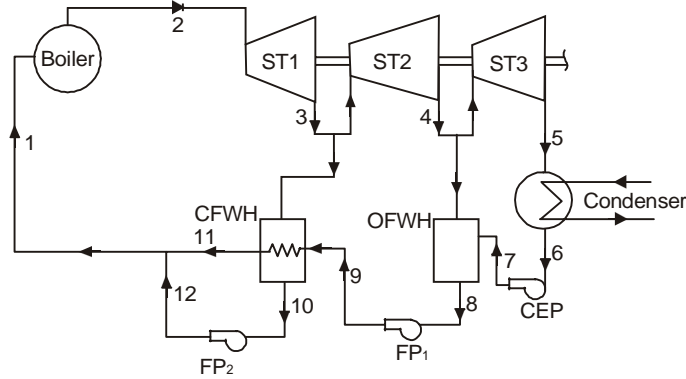 2
Boiler
ST1
ST2
ST3
3
4
5
1
CFWH
OFWH
Condenser
11
9
7
6
12
10
8
CEP
FP2
FP1